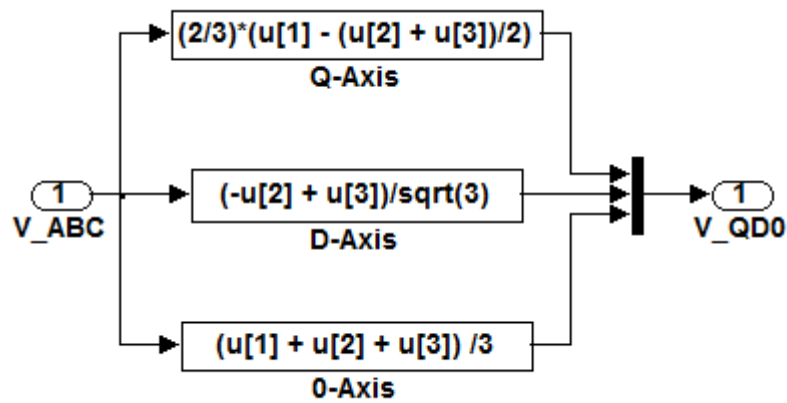 (2/3)*(u[1] - (u[2] + u[3])/2)
Q-Axis
1
V_ABC
(-u[2] + u[3])/sqrt(3)
D-Axis
1
V_QD0
(u[1] + u[2] + u[3]) /3
0-Axis